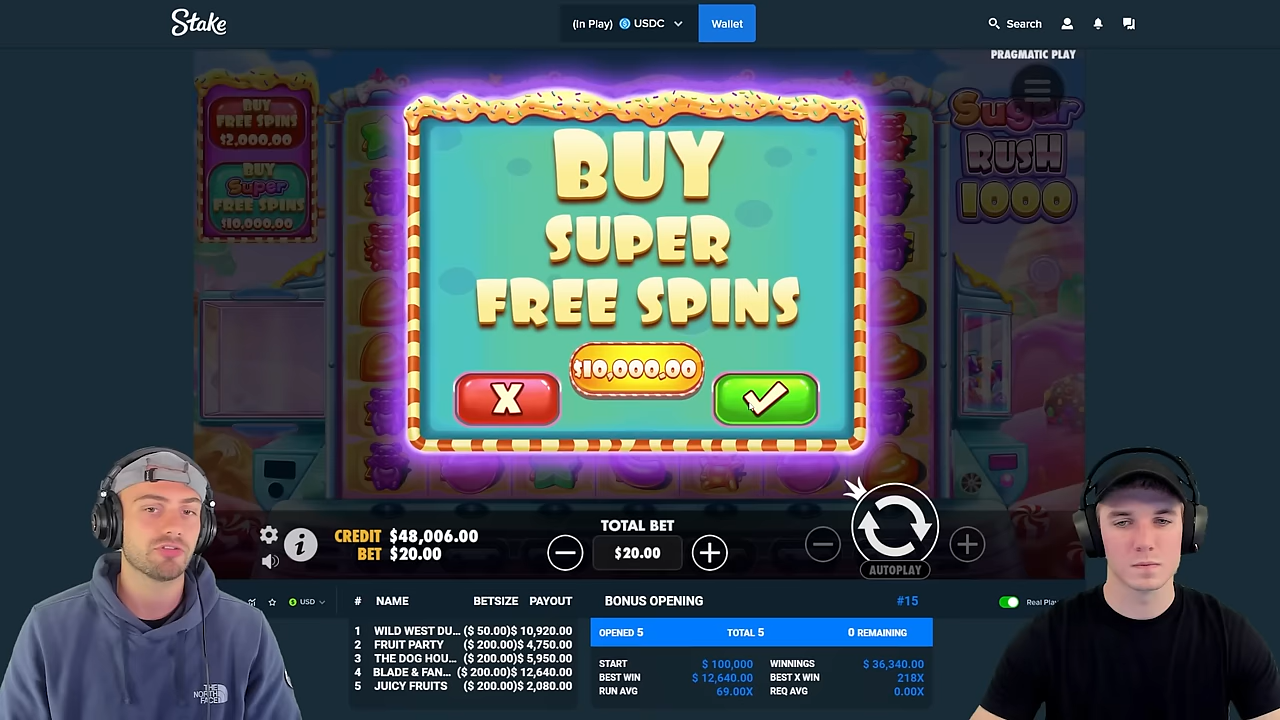 Stake
(In Play) USDC
Wallet
Search
PRAGMATIC PLAY
BUY
FREE SPINS
$2,000.00
BUY
Super
FREE SPINS
$10,000.00
Sugar
RUSH
1000
BUY
SUPER
FREE SPINS
$10,000.00
X
CREDIT $48,006.00
BET $20.00
TOTAL BET
$20.00
AUTOPLAY
USD
# NAME BETSIZE PAYOUT
1 WILD WEST DU... ($ 50.00)$ 10,920.00
2 FRUIT PARTY ($ 200.00)$ 4,750.00
3 THE DOG HOU... ($ 200.00)$ 5,950.00
4 BLADE & FAN... ($ 200.00)$ 12,640.00
5 JUICY FRUITS ($ 200.00)$ 2,080.00
BONUS OPENING #15
OPENED 5 TOTAL 5 0 REMAINING
START $ 100,000 WINNINGS $ 36,340.00
BEST WIN $ 12,640.00 BEST X WIN 218X
RUN AVG 69.00X REQ AVG 0.00X
Real Play
THE
NORTH
FACE